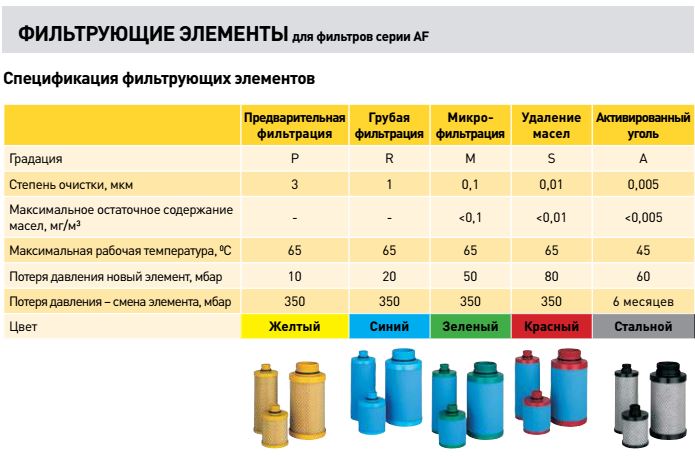 ФИЛЬТРУЮЩИЕ ЭЛЕМЕНТЫ для фильтров серии AF
Спецификация фильтрующих элементов
Предварительная фильтрация Грубая фильтрация Микро-фильтрация Удаление масел Активированный уголь
Градация P R M S A
Степень очистки, мкм 3 1 0,1 0,01 0,005
Максимальное остаточное содержание
масел, мг/м³ - - <0,1 <0,01 <0,005
Максимальная рабочая температура, ⁰С 65 65 65 65 45
Потеря давления новый элемент, мбар 10 20 50 80 60
Потеря давления – смена элемента, мбар 350 350 350 350 6 месяцев
Цвет Желтый Синий Зеленый Красный Стальной